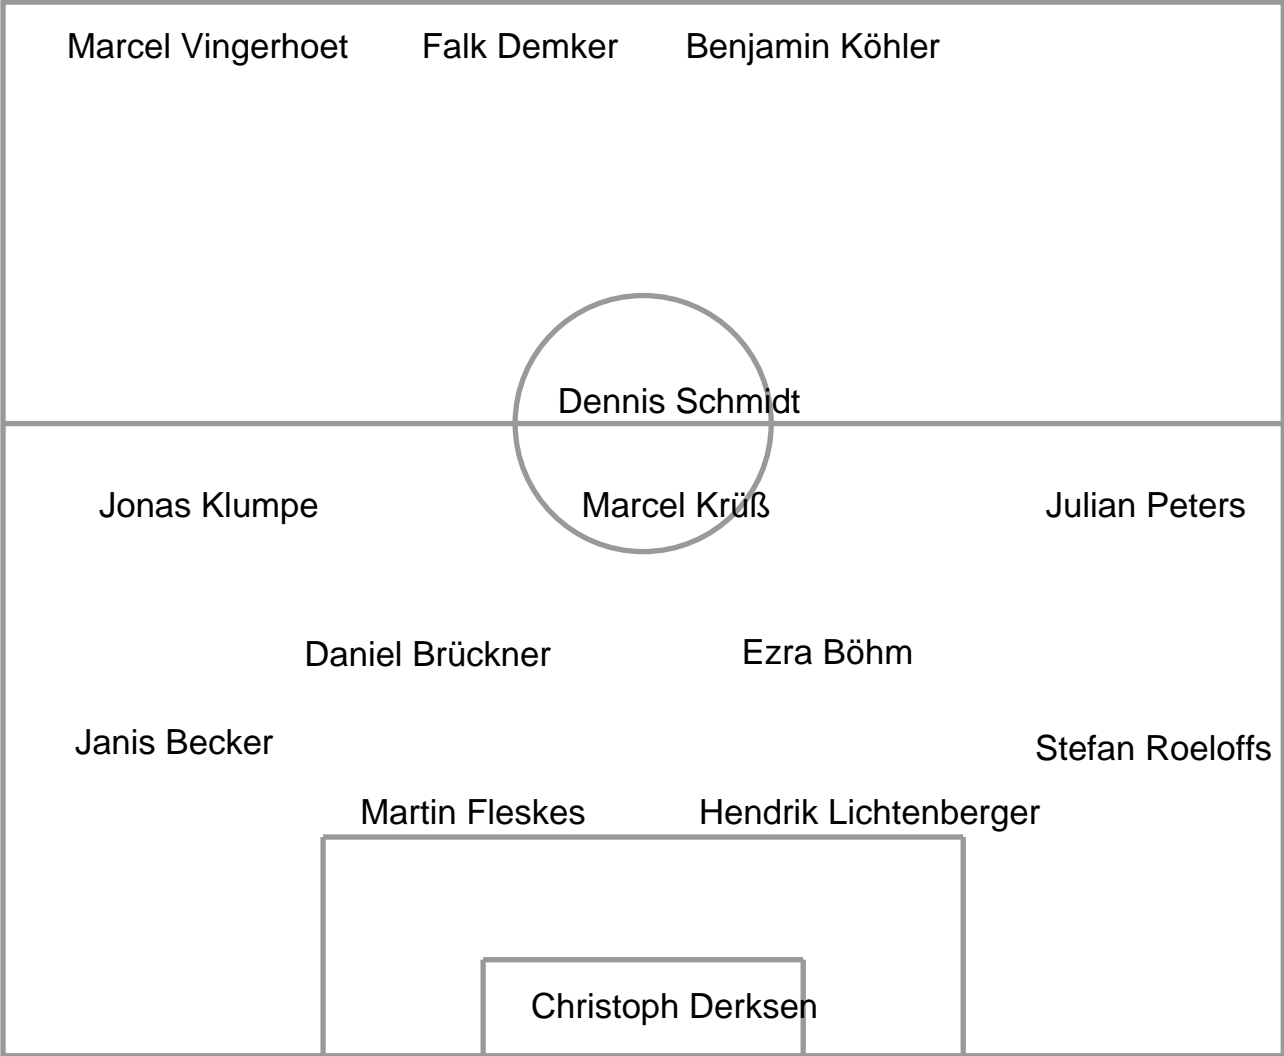 Marcel Vingerhoet Falk Demker Benjamin Köhler
Dennis Schmidt
Jonas Klumpe Marcel Krüß Julian Peters
Daniel Brückner Ezra Böhm
Janis Becker Stefan Roeloffs
Martin Fleskes Hendrik Lichtenberger
Christoph Derksen